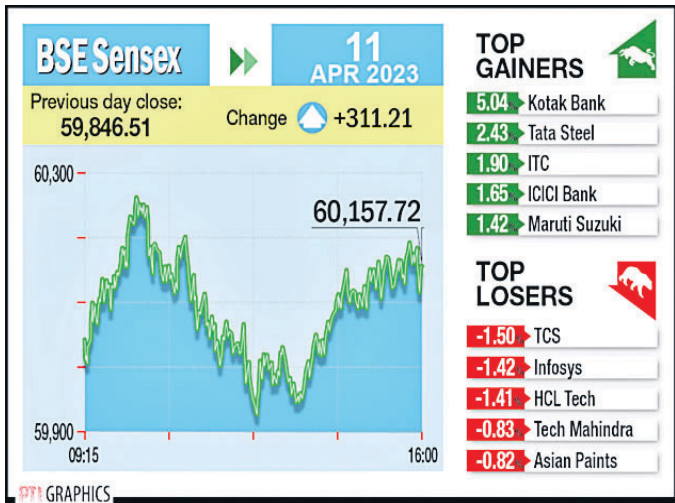 BSE Sensex
11
APR 2023
Previous day close:
59,846.51
Change
+311.21
60,300
60,157.72
59,900
09:15
16:00
TOP
GAINERS
5.04% Kotak Bank
2.43% Tata Steel
1.90% ITC
1.65% ICICI Bank
1.42% Maruti Suzuki
TOP
LOSERS
-1.50% TCS
-1.42% Infosys
-1.41% HCL Tech
-0.83% Tech Mahindra
-0.82% Asian Paints
PTI GRAPHICS